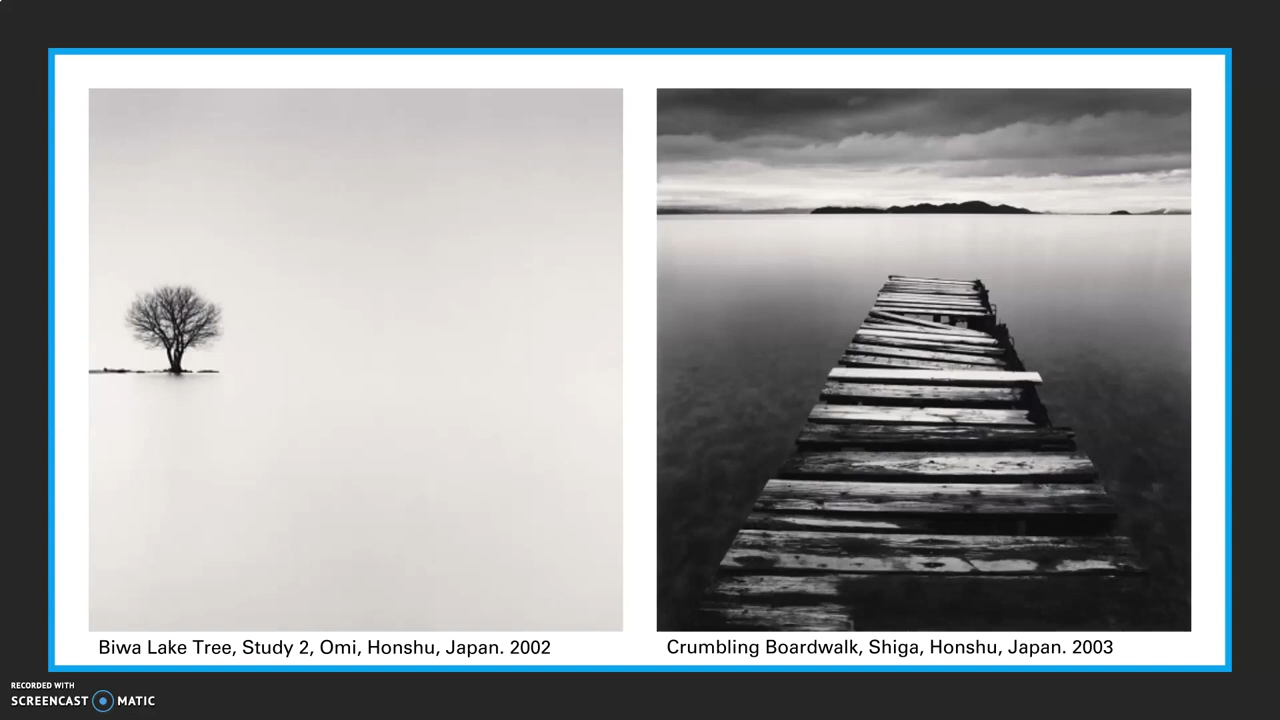 Biwa Lake Tree, Study 2, Omi, Honshu, Japan. 2002
Crumbling Boardwalk, Shiga, Honshu, Japan. 2003
RECORDED WITH
SCREENCAST MATIC